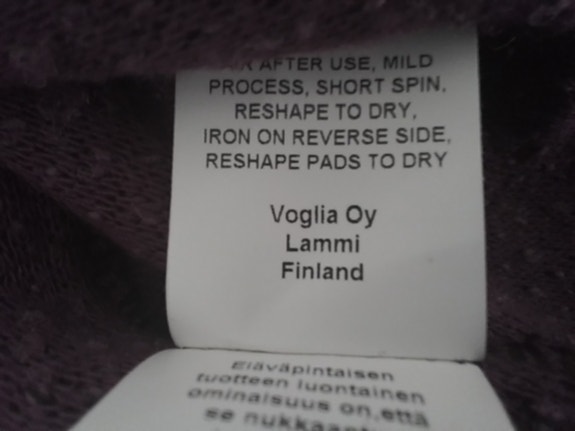 AFTER USE, MILD
PROCESS, SHORT SPIN,
RESHAPE TO DRY,
IRON ON REVERSE SIDE,
RESHAPE PADS TO DRY
Voglia Oy
Lammi
Finland
Eläväpintaisen
tuotteen luontainen
ominaisuus on,että
se nukkaantuu